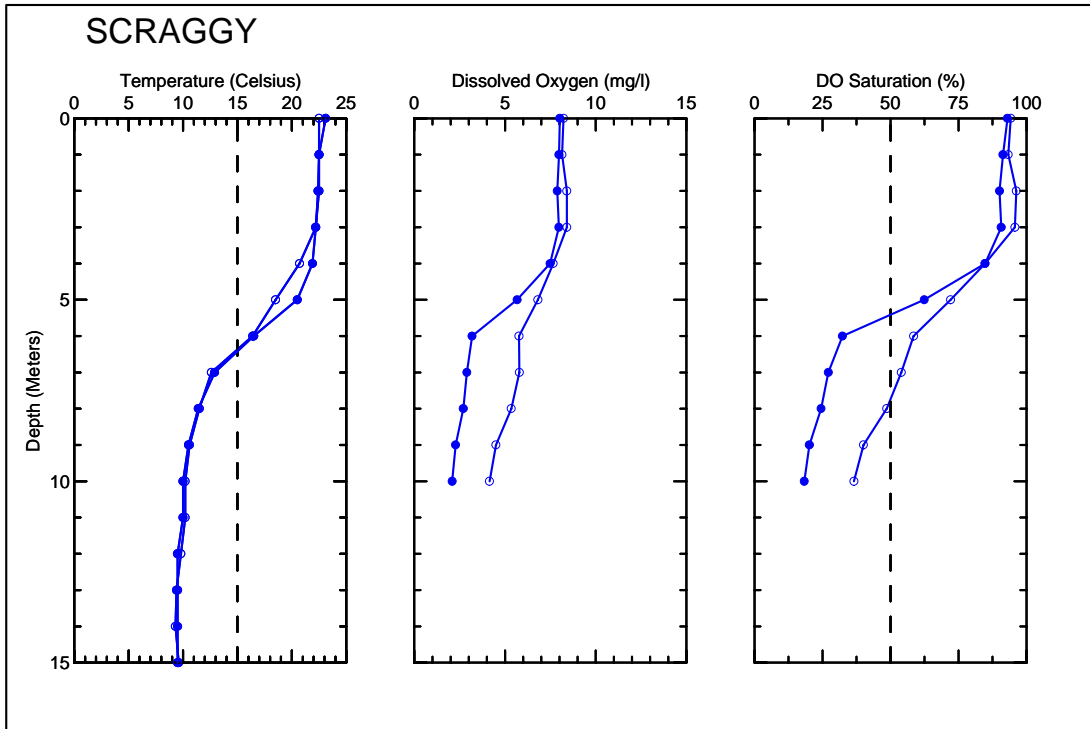 SCRAGGY
Temperature (Celsius) Dissolved Oxygen (mg/l) DO Saturation (%)
0 5 10 15 20 25 0 5 10 15 0 25 50 75 100
0
5
Depth (Meters)
10
15